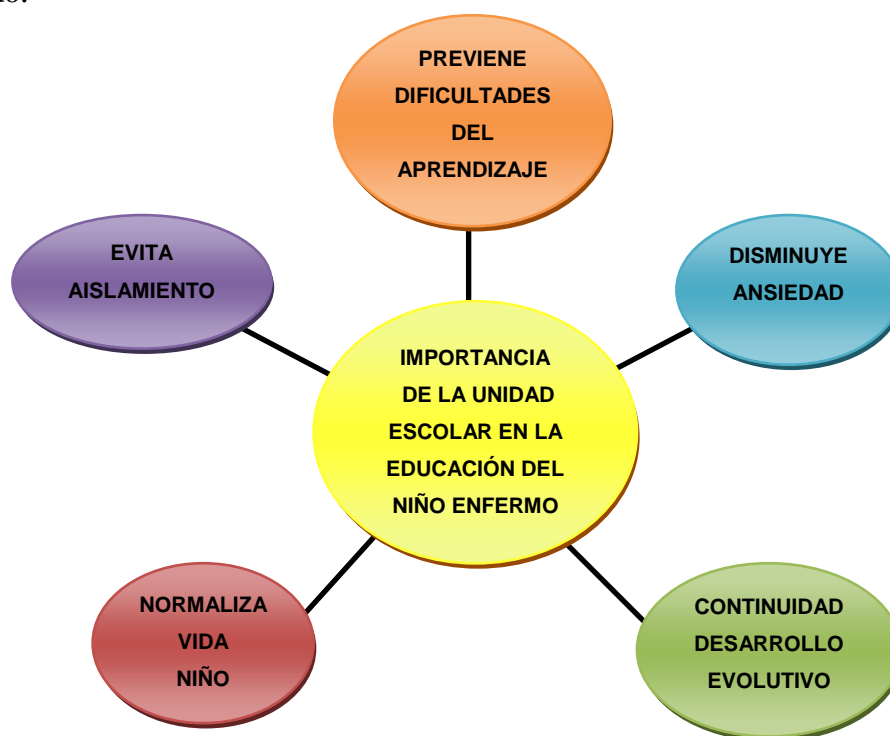 PREVIENE
DIFICULTADES
DEL
APRENDIZAJE
EVITA
AISLAMIENTO
DISMINUYE
ANSIEDAD
IMPORTANCIA
DE LA UNIDAD
ESCOLAR EN LA
EDUCACIÓN DEL
NIÑO ENFERMO
NORMALIZA
VIDA
NIÑO
CONTINUIDAD
DESARROLLO
EVOLUTIVO